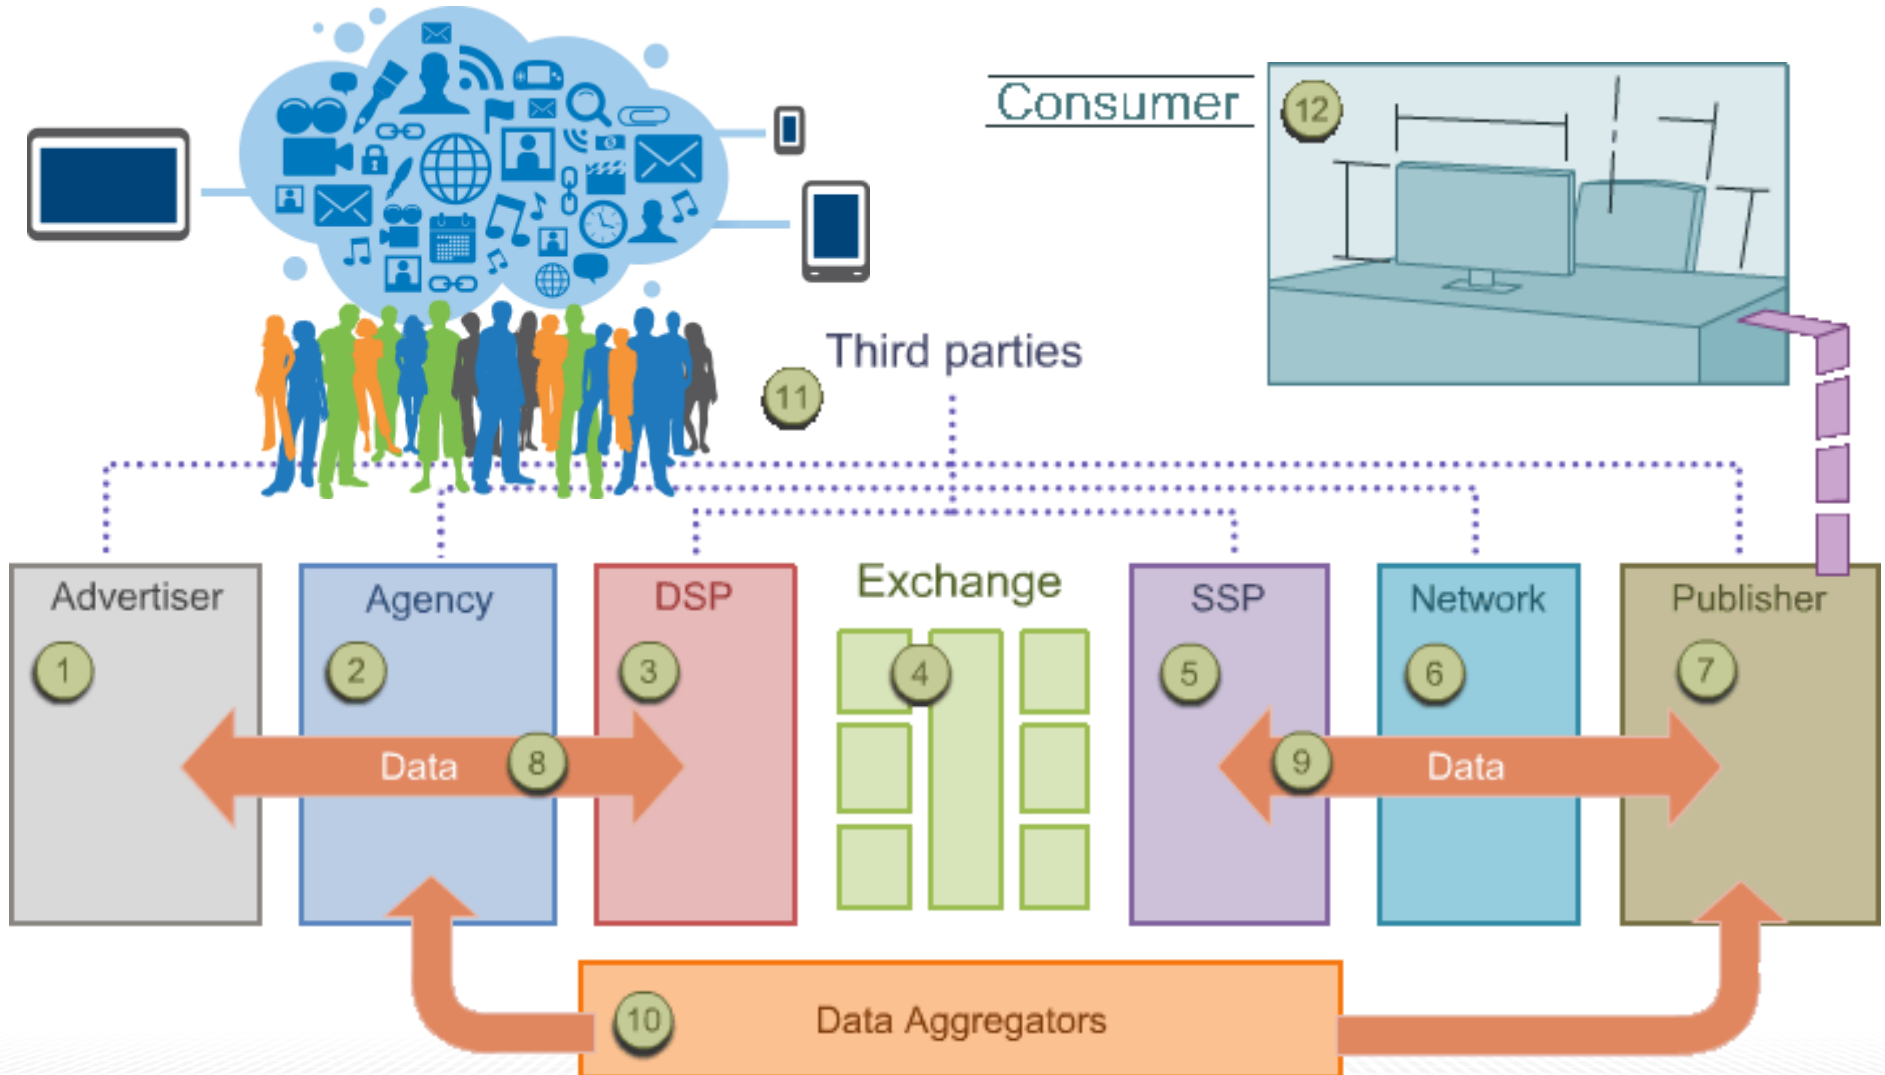 Consumer
12
Third parties
11
Advertiser
Agency
DSP
Exchange
SSP
Network
Publisher
1
2
3
4
5
6
7
Data
8
9
Data
10
Data Aggregators